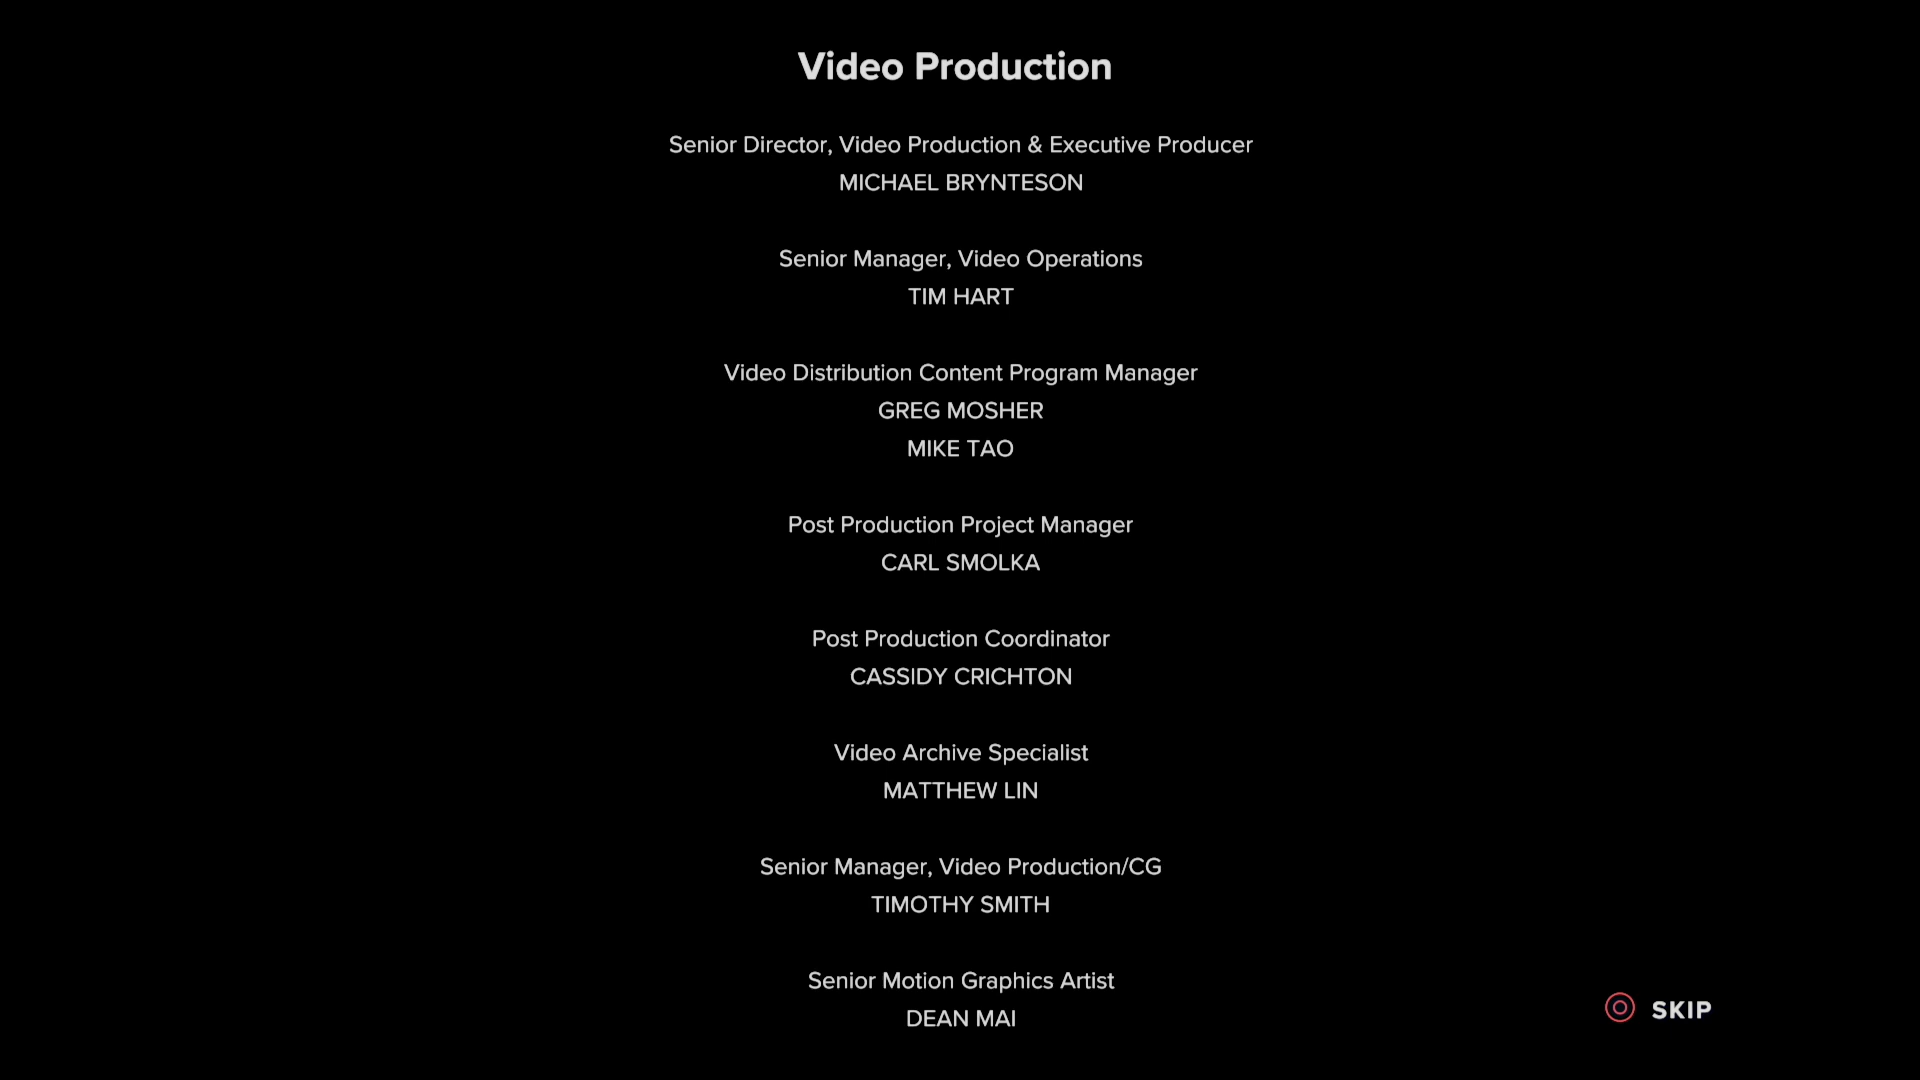 Video Production
Senior Director, Video Production & Executive Producer
MICHAEL BRYNTESON
Senior Manager, Video Operations
TIM HART
Video Distribution Content Program Manager
GREG MOSHER
MIKE TAO
Post Production Project Manager
CARL SMOLKA
Post Production Coordinator
CASSIDY CRICHTON
Video Archive Specialist
MATTHEW LIN
Senior Manager, Video Production/CG
TIMOTHY SMITH
Senior Motion Graphics Artist
DEAN MAI
SKIP